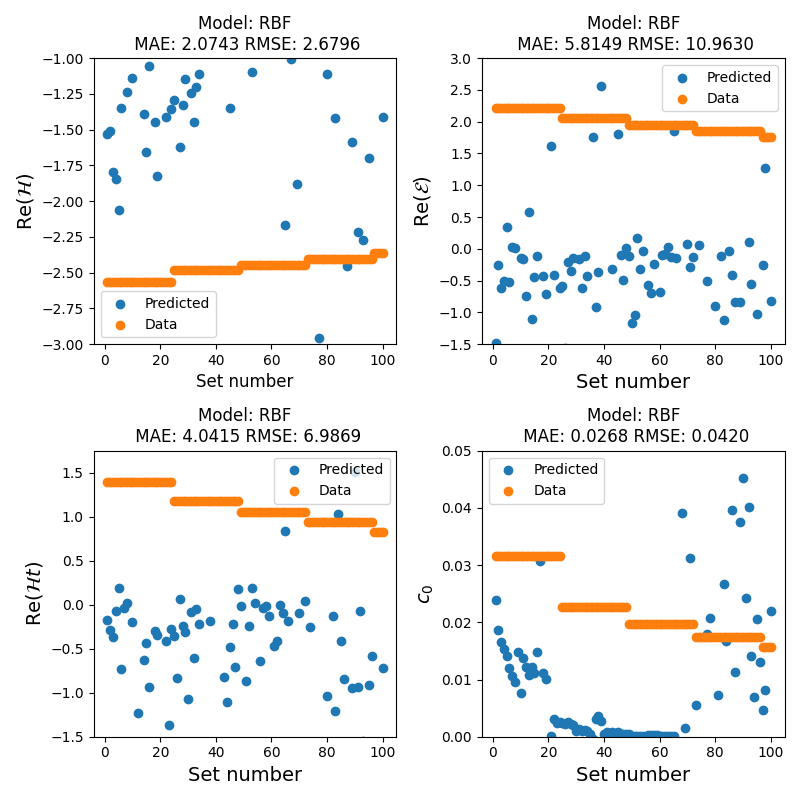 Model: RBF
MAE: 2.0743 RMSE: 2.6796
Re(ℋ)
−1.00
−1.25
−1.50
−1.75
−2.00
−2.25
−2.50
−2.75
−3.00
Predicted
Data
0 20 40 60 80 100
Set number
Model: RBF
MAE: 5.8149 RMSE: 10.9630
Re(ℰ)
3.0
2.5
2.0
1.5
1.0
0.5
0.0
−0.5
−1.0
−1.5
Predicted
Data
0 20 40 60 80 100
Set number
Model: RBF
MAE: 4.0415 RMSE: 6.9869
Re(ℋt)
1.5
1.0
0.5
0.0
−0.5
−1.0
−1.5
Predicted
Data
0 20 40 60 80 100
Set number
Model: RBF
MAE: 0.0268 RMSE: 0.0420
c₀
0.05
0.04
0.03
0.02
0.01
0.00
Predicted
Data
0 20 40 60 80 100
Set number